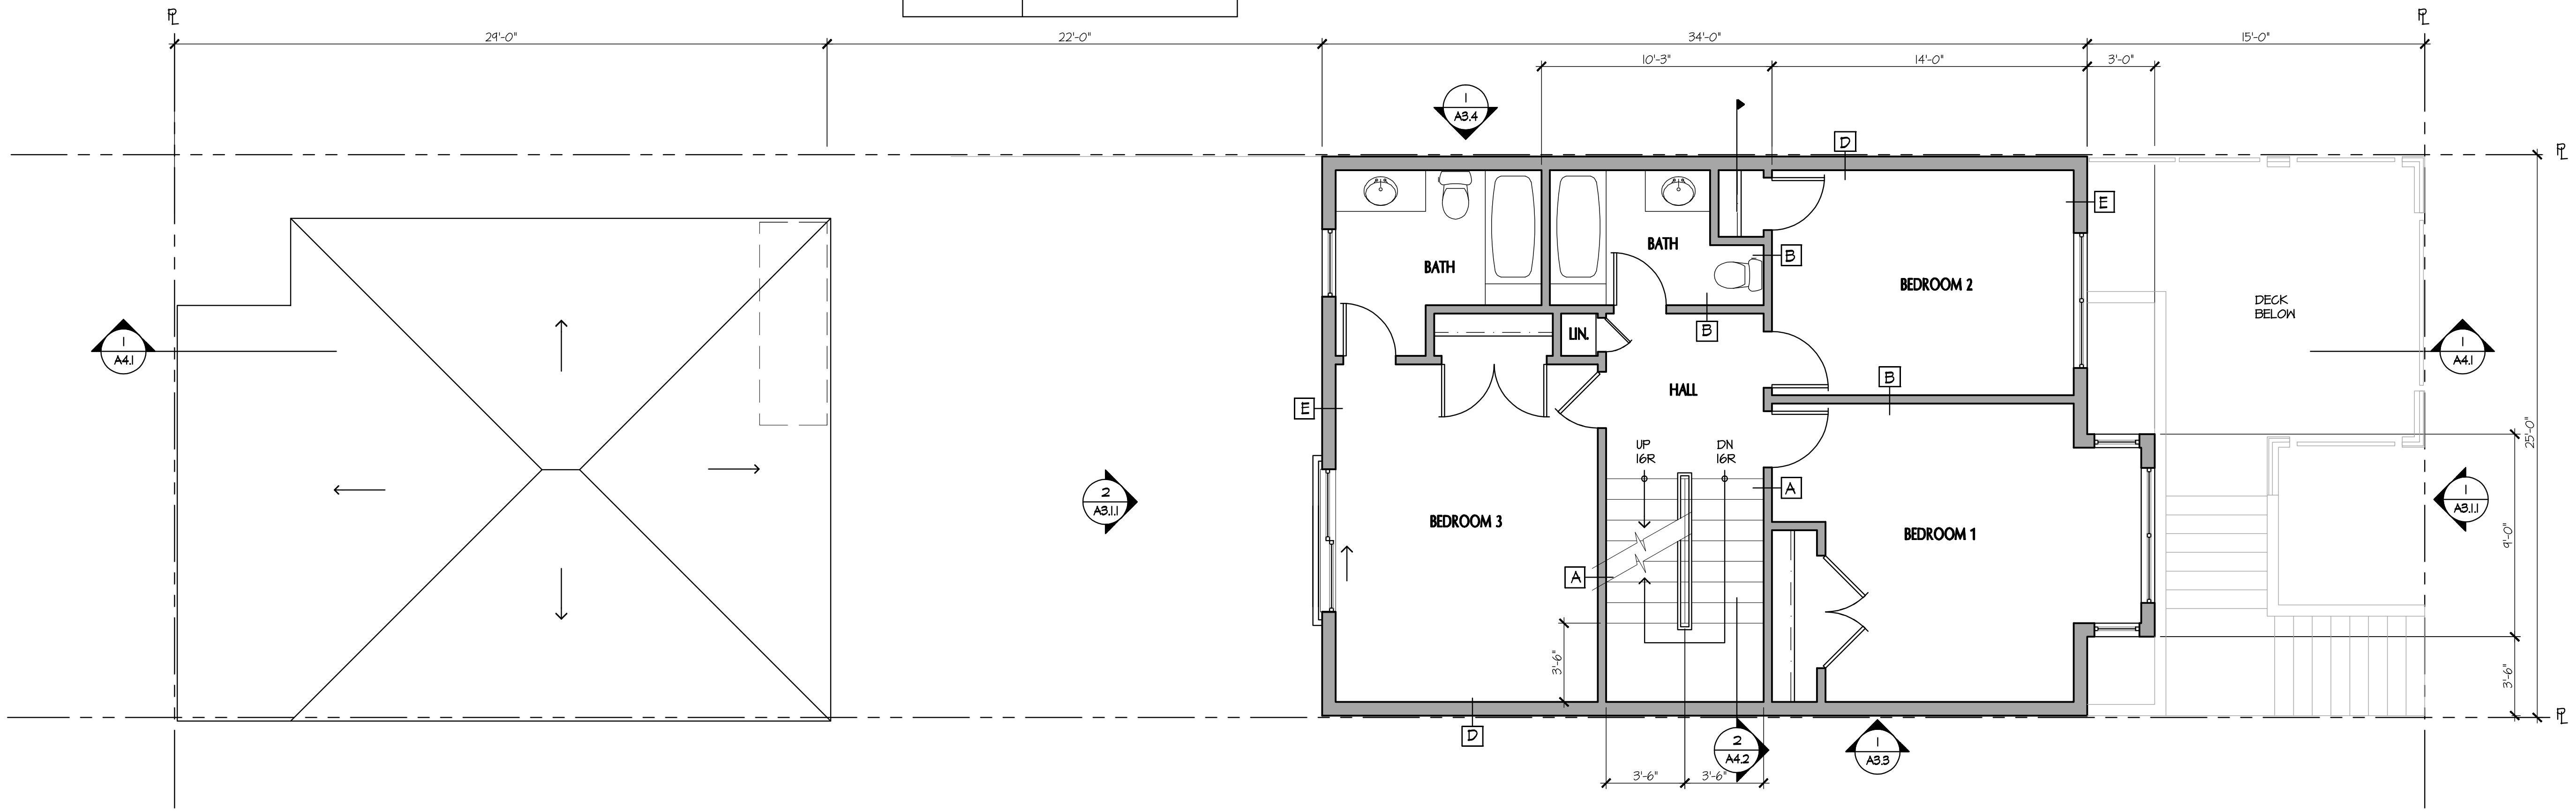 PL
PL
29'-0"
22'-0"
34'-0"
15'-0"
10'-3"
14'-0"
3'-0"
1
A3.4
D
PL
E
BATH
BATH
B
BEDROOM 2
DECK
BELOW
B
LIN.
1
A4.1
1
A4.1
B
HALL
E
25'-0"
UP
16R
DN
16R
A
2
A3.1.1
1
A3.1.1
BEDROOM 3
BEDROOM 1
9'-0"
A
3'-6"
3'-6"
PL
D
2
A4.2
1
A3.3
3'-6"
3'-6"